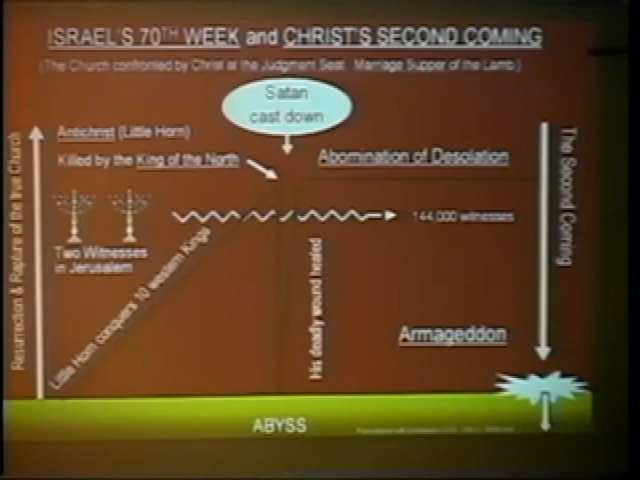 ISRAEL'S 70TH WEEK and CHRIST'S SECOND COMING
(The Church confronted by Christ at the Judgment Seat. Marriage Supper of the Lamb.)
Satan
cast down
Antichrist (Little Horn)
Killed by the King of the North
Abomination of Desolation
Resurrection & Rapture of the true Church
The Second Coming
144,000 witnesses
Two Witnesses
in Jerusalem
Little Horn conquers 10 western Kings
His deadly wound healed
Armageddon
ABYSS